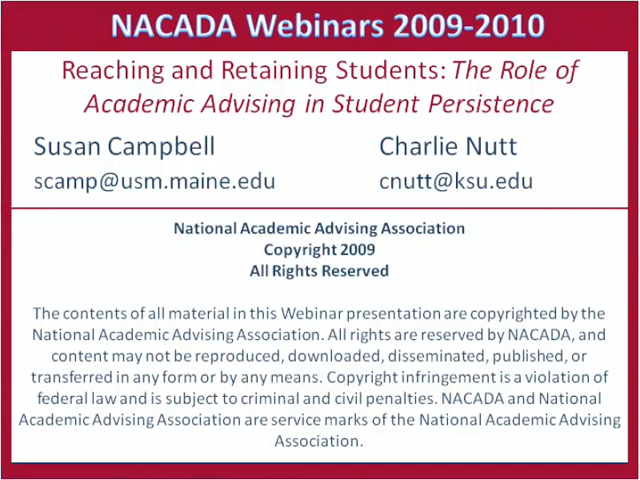 NACADA Webinars 2009-2010
Reaching and Retaining Students: The Role of
Academic Advising in Student Persistence
Susan Campbell
Charlie Nutt
scamp@usm.maine.edu
cnutt@ksu.edu
National Academic Advising Association
Copyright 2009
All Rights Reserved
The contents of all material in this Webinar presentation are copyrighted by the
National Academic Advising Association. All rights are reserved by NACADA, and
content may not be reproduced, downloaded, disseminated, published, or
transferred in any form or by any means. Copyright infringement is a violation of
federal law and is subject to criminal and civil penalties. NACADA and National
Academic Advising Association are service marks of the National Academic Advising
Association.